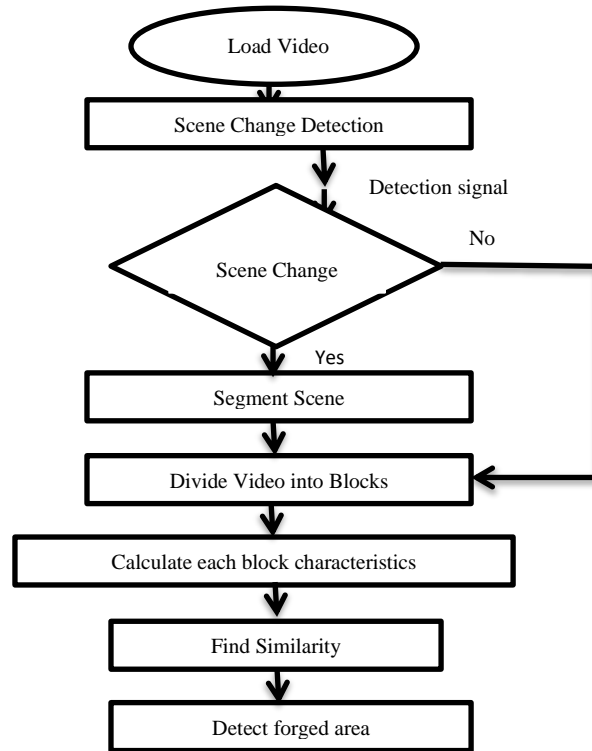 Load Video
Scene Change Detection
Detection signal
No
Scene Change
Yes
Segment Scene
Divide Video into Blocks
Calculate each block characteristics
Find Similarity
Detect forged area